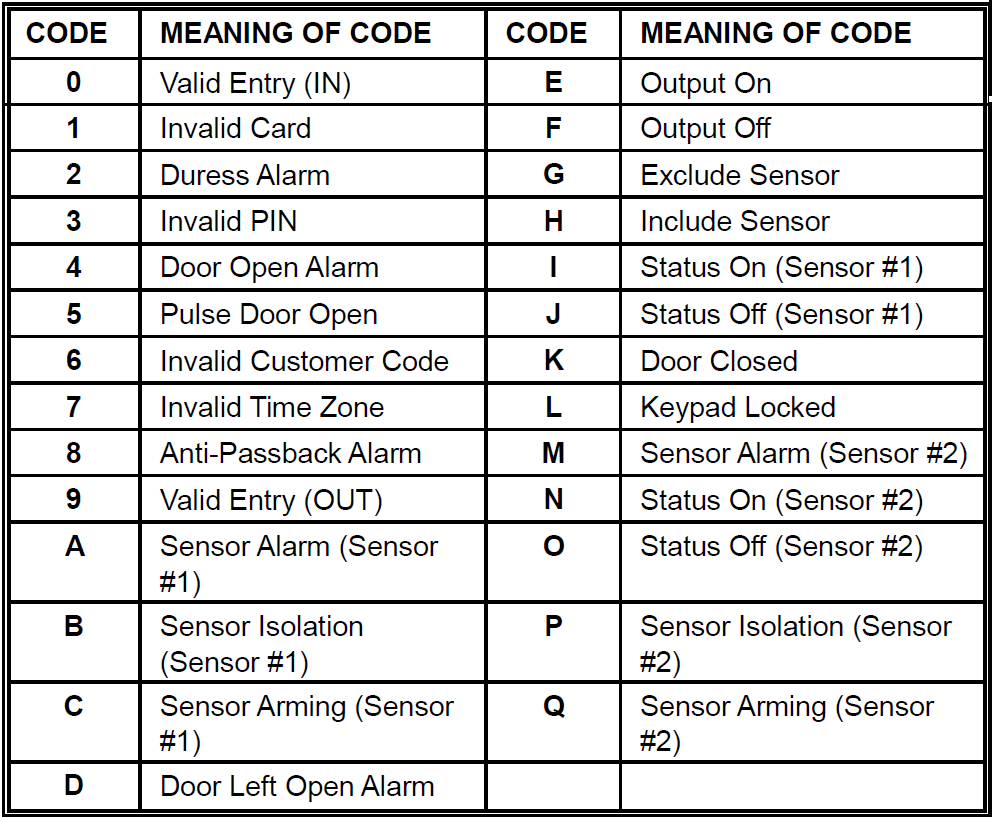 CODE MEANING OF CODE CODE MEANING OF CODE
0 Valid Entry (IN) E Output On
1 Invalid Card F Output Off
2 Duress Alarm G Exclude Sensor
3 Invalid PIN H Include Sensor
4 Door Open Alarm I Status On (Sensor #1)
5 Pulse Door Open J Status Off (Sensor #1)
6 Invalid Customer Code K Door Closed
7 Invalid Time Zone L Keypad Locked
8 Anti-Passback Alarm M Sensor Alarm (Sensor #2)
9 Valid Entry (OUT) N Status On (Sensor #2)
A Sensor Alarm (Sensor O Status Off (Sensor #2)
#1)
B Sensor Isolation P Sensor Isolation (Sensor
(Sensor #1) #2)
C Sensor Arming (Sensor Q Sensor Arming (Sensor
#1) #2)
D Door Left Open Alarm